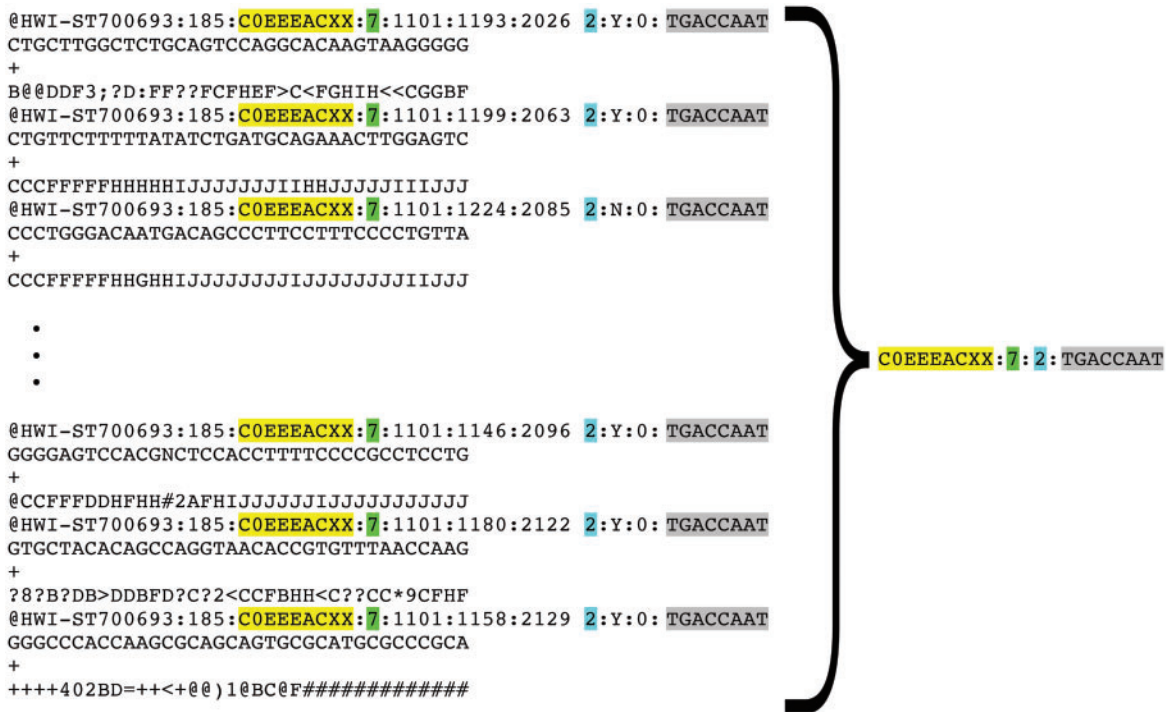 @HWI-ST700693:185:C0EEEACXX:7:1101:1193:2026 2:Y:0: TGACCAAT
CTGCTTGGCTCTGCAGTCCAGGCACAAGTAAGGGGG
+
B@@DDF3;?D:FF??FCFHEF>C<FGHIH<<CGGBF
@HWI-ST700693:185:C0EEEACXX:7:1101:1199:2063 2:Y:0: TGACCAAT
CTGTTCTTTTTATATCTGATGCAGAAACTTGGAGTC
+
CCCFFFFFHHHHHIJJJJJJJIIHHJJJJJIIIJJJ
@HWI-ST700693:185:C0EEEACXX:7:1101:1224:2085 2:N:0: TGACCAAT
CCCTGGGACAATGACAGCCCTTCCTTTCCCCTGTTA
+
CCCFFFFFHHGHHIJJJJJJJJIJJJJJJJJIIJJJ
C0EEEACXX:7:2: TGACCAAT
@HWI-ST700693:185:C0EEEACXX:7:1101:1146:2096 2:Y:0: TGACCAAT
GGGGAGTCCACGNCTCCACCTTTTCCCCGCCTCCTG
+
@CCFFFDDHFHH#2AFHIJJJJJJIJJJJJJJJJJJ
@HWI-ST700693:185:C0EEEACXX:7:1101:1180:2122 2:Y:0: TGACCAAT
GTGCTACACAGCCAGGTAACACCGTGTTTAACCAAG
+
?8?B?DB>DDBFD?C?2<CCFBHH<C??CC*9CFHF
@HWI-ST700693:185:C0EEEACXX:7:1101:1158:2129 2:Y:0: TGACCAAT
GGGCCCACCAAGCGCAGCAGTGCGCATGCGCCCGCA
+
++++402BD=++<+@@)1@BC@F#############